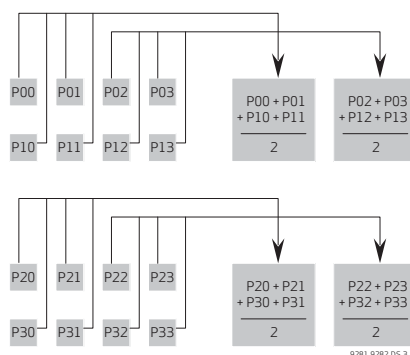 P00 P01 P02 P03
P10 P11 P12 P13
P00 + P01
+ P10 + P11
2
P02 + P03
+ P12 + P13
2
P20 P21 P22 P23
P30 P31 P32 P33
P20 + P21
+ P30 + P31
2
P22 + P23
+ P32 + P33
2
9281_9282 DS 3